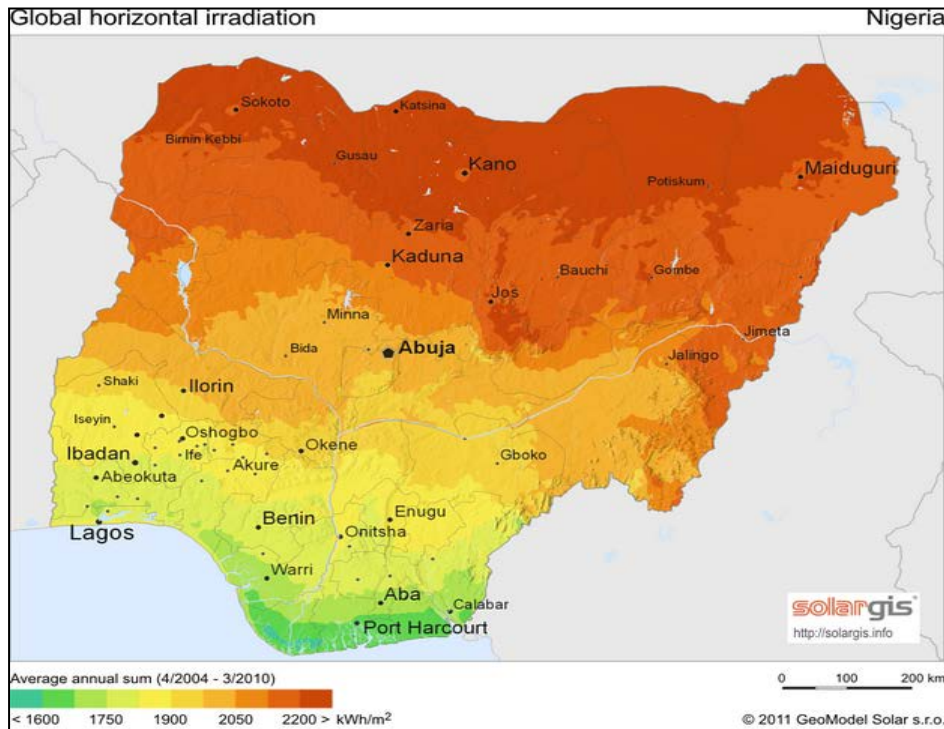 Global horizontal irradiation Nigeria
Sokoto
Katsina
Birnin Kebbi
Gusau
Kano
Potiskum
Maiduguri
Zaria
Kaduna
Bauchi
Gombe
Jos
Minna
Jimeta
Bida
Abuja
Jalingo
Shaki
Ilorin
Iseyin
Oshogbo
Okene
Ibadan
Ife
Akure
Gboko
Abeokuta
Benin
Enugu
Lagos
Onitsha
Warri
Aba
Calabar
Port Harcourt
solargis
http://solargis.info
Average annual sum (4/2004 - 3/2010)
0 100 200 km
< 1600 1750 1900 2050 2200 > kWh/m²
© 2011 GeoModel Solar s.r.o.